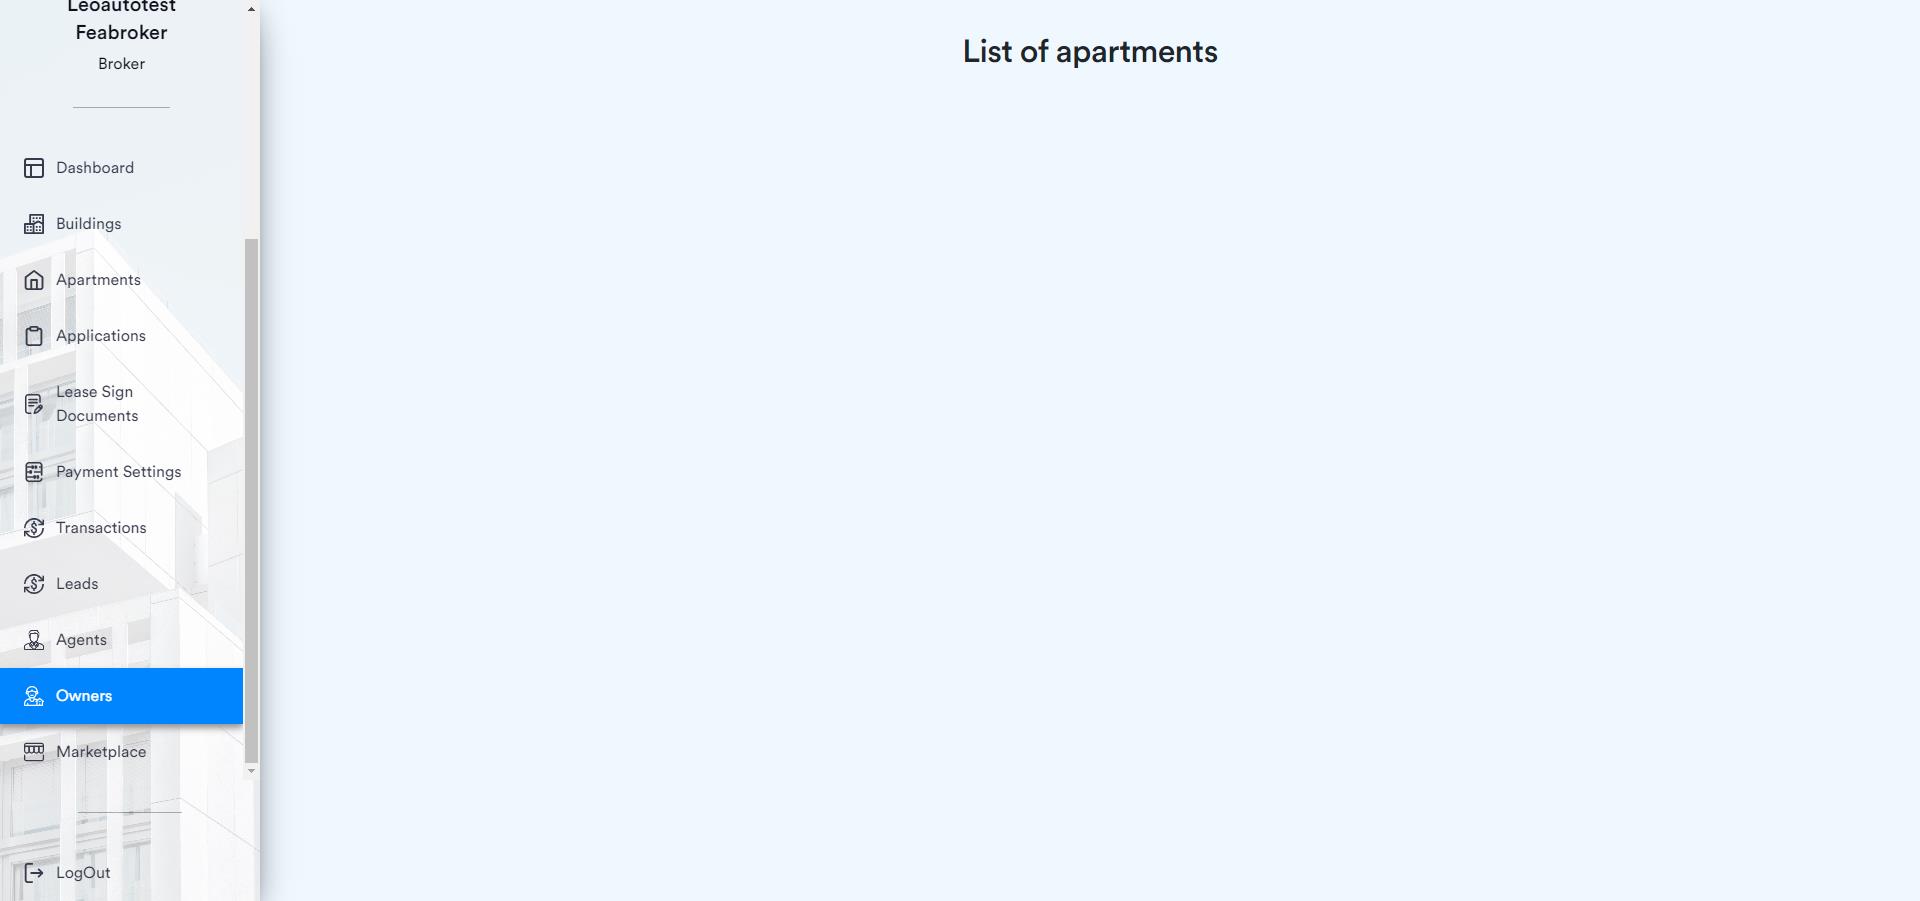 Leoautotest
Feabroker
Broker
List of apartments
Dashboard
Buildings
Apartments
Applications
Lease Sign
Documents
Payment Settings
Transactions
Leads
Agents
Owners
Marketplace
LogOut